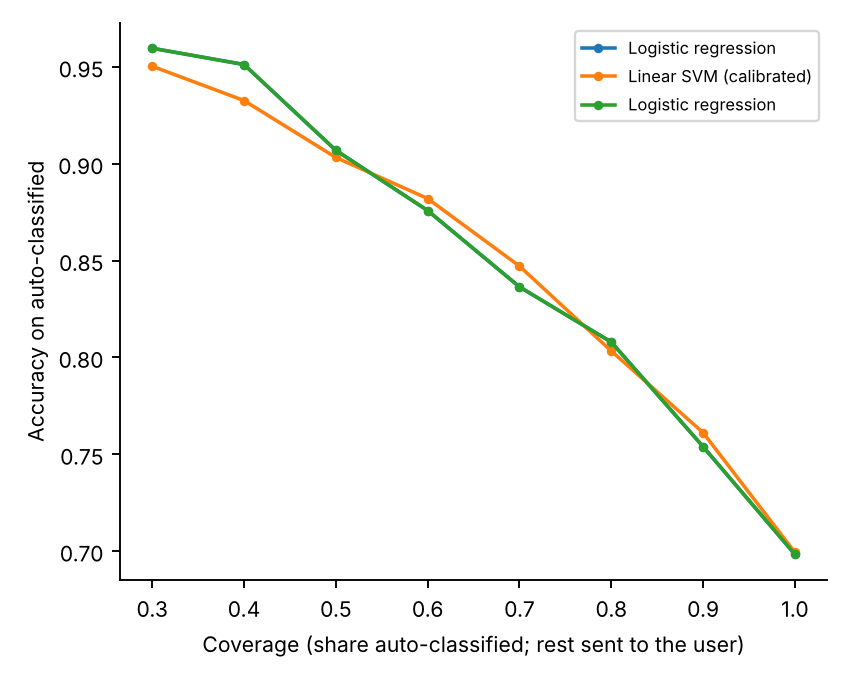 0.95
0.90
0.85
0.80
0.75
0.70
Accuracy on auto-classified
Logistic regression
Linear SVM (calibrated)
Logistic regression
0.3 0.4 0.5 0.6 0.7 0.8 0.9 1.0
Coverage (share auto-classified; rest sent to the user)